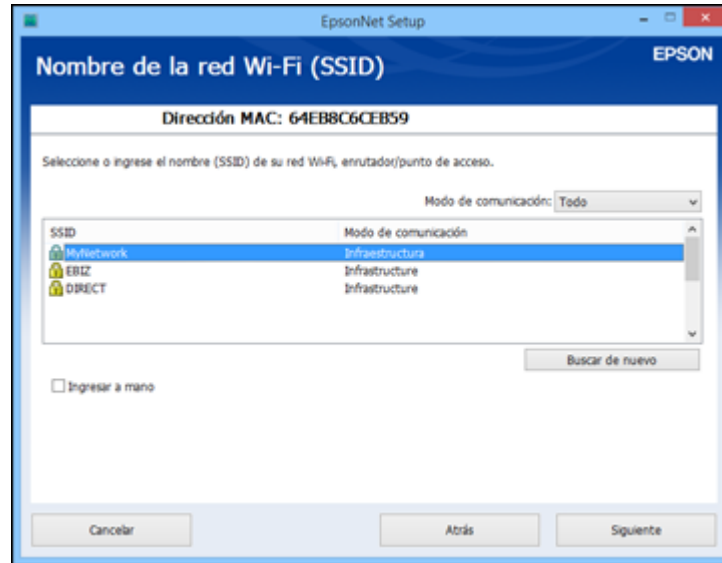 EpsonNet Setup
Nombre de la red Wi-Fi (SSID)
EPSON
Dirección MAC: 64EB8C6CEB59
Seleccione o ingrese el nombre (SSID) de su red Wi-Fi, enrutador/punto de acceso.
Modo de comunicación: Todo
SSID Modo de comunicación
MyNetwork Infraestructura
EBIZ Infrastructure
DIRECT Infrastructure
Buscar de nuevo
Ingresar a mano
Cancelar Atrás Siguiente